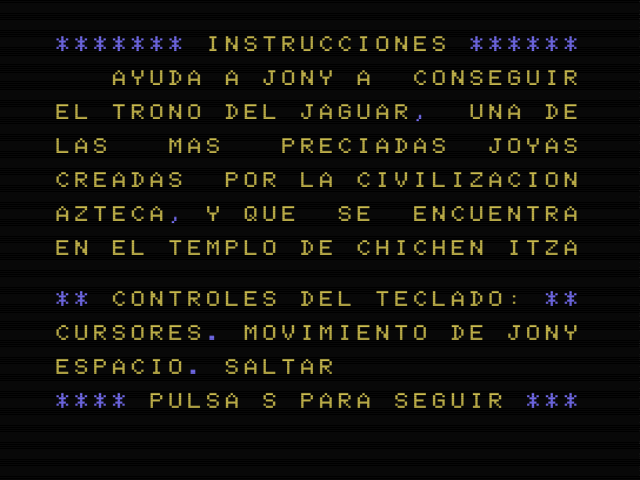 ******* INSTRUCCIONES ******
AYUDA A JONY A CONSEGUIR
EL TRONO DEL JAGUAR, UNA DE
LAS MAS PRECIADAS JOYAS
CREADAS POR LA CIVILIZACION
AZTECA, Y QUE SE ENCUENTRA
EN EL TEMPLO DE CHICHEN ITZA
** CONTROLES DEL TECLADO: **
CURSORES. MOVIMIENTO DE JONY
ESPACIO. SALTAR
**** PULSA S PARA SEGUIR ***